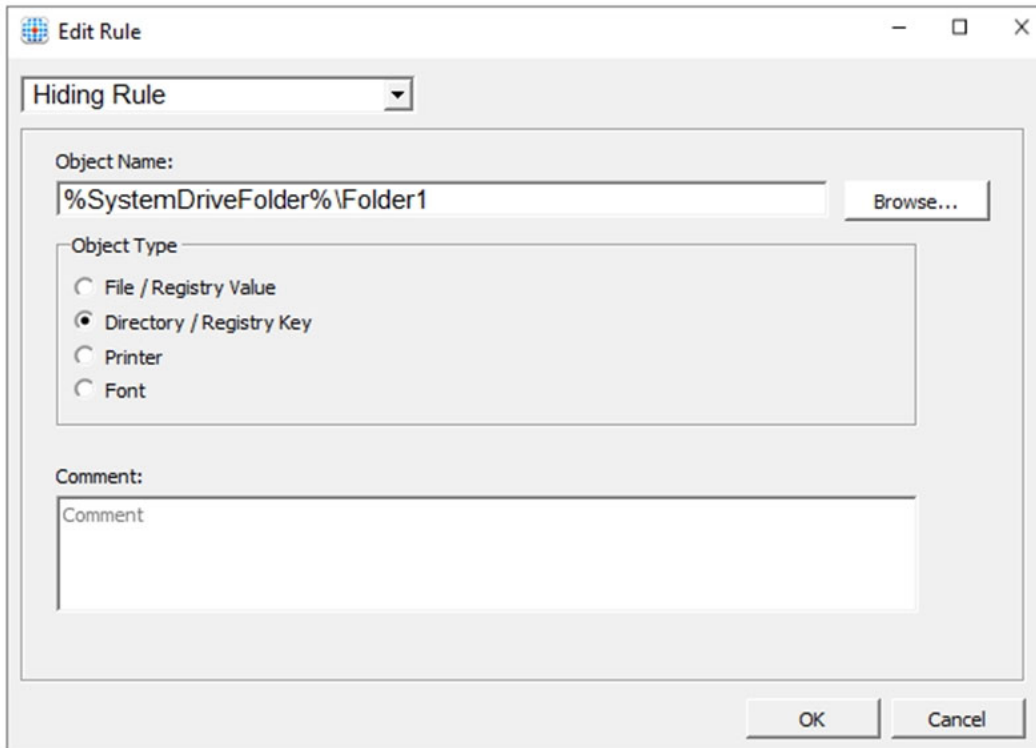 Edit Rule
Hiding Rule
Object Name:
%SystemDriveFolder%\Folder1
Browse...
Object Type
File / Registry Value
Directory / Registry Key
Printer
Font
Comment:
Comment
OK
Cancel